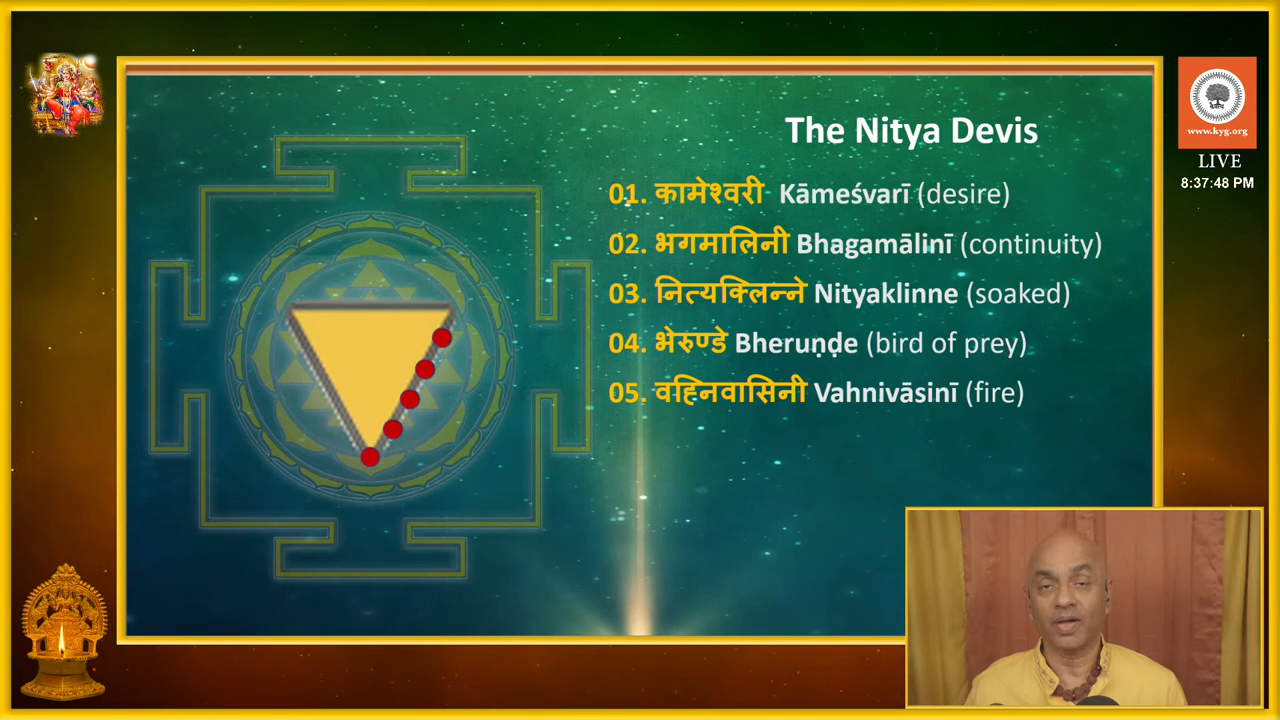 The Nitya Devis
01. कामेश्वरी Kāmeśvarī (desire)
02. भगमालिनी Bhagamālinī (continuity)
03. नित्यक्लिन्ने Nityaklinne (soaked)
04. भेरुण्डे Bheruṇḍe (bird of prey)
05. वह्निवासिनी Vahnivāsinī (fire)
www.kyg.org
LIVE
8:37:48 PM